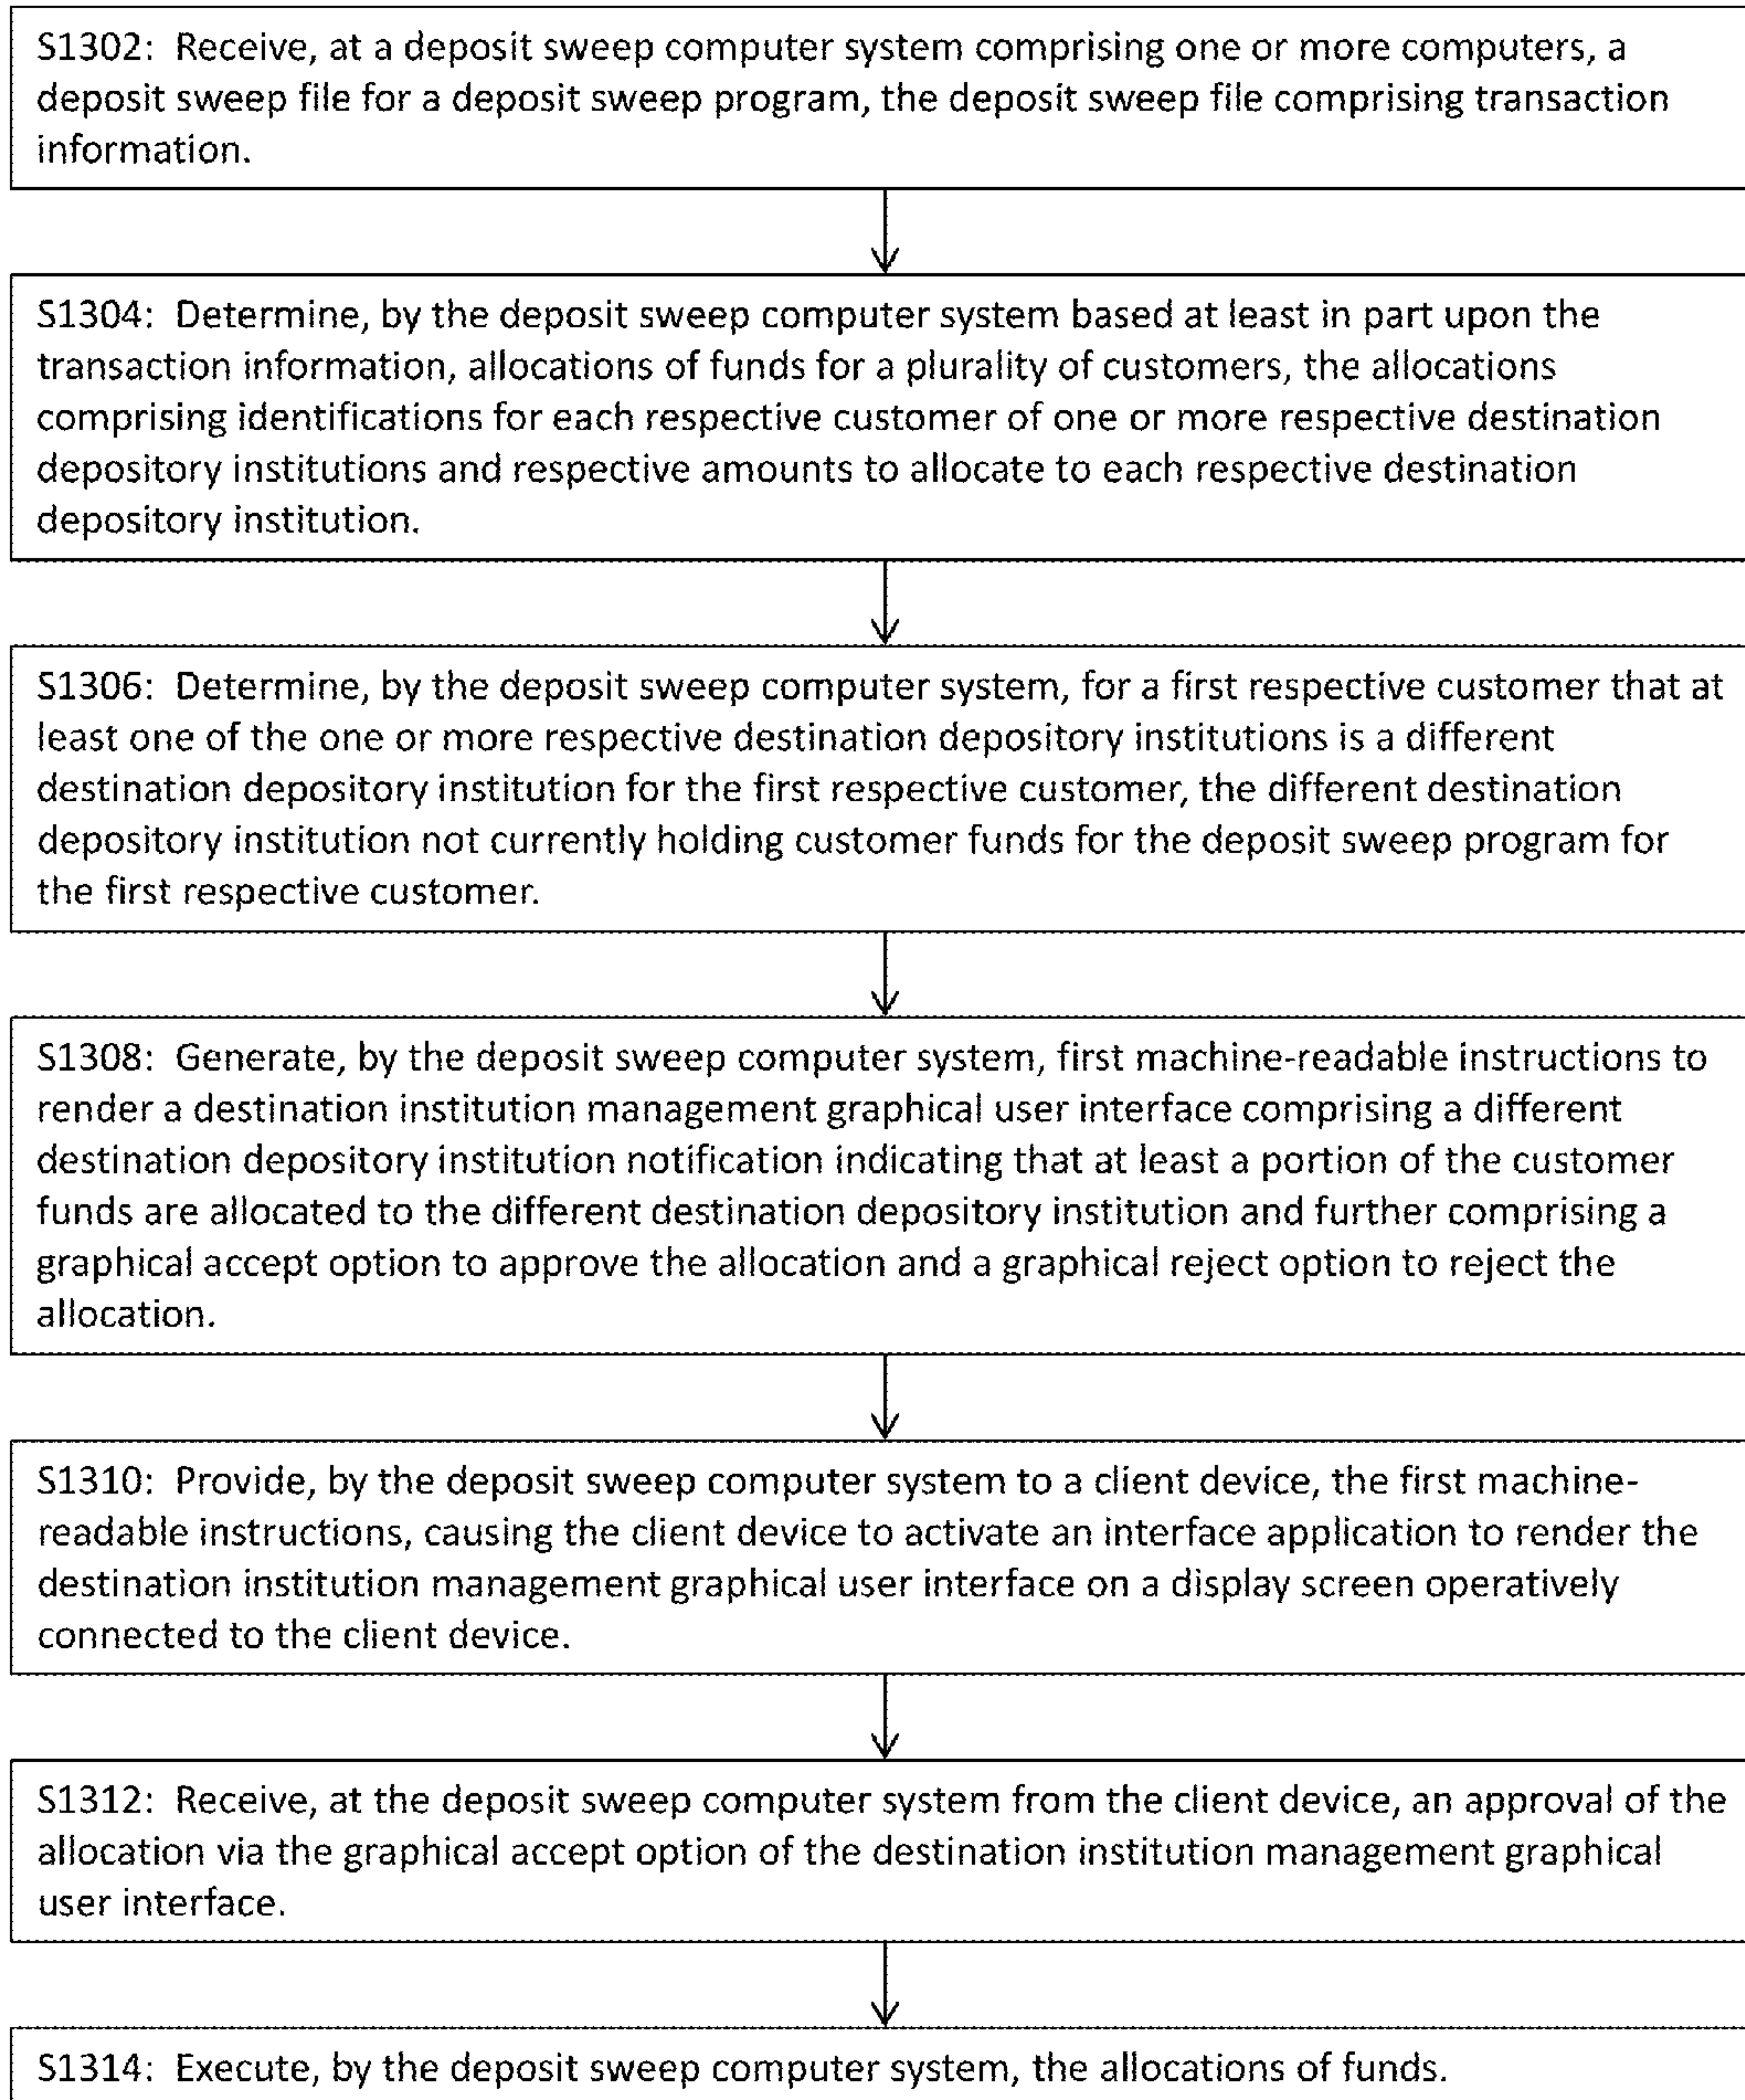 S1302: Receive, at a deposit sweep computer system comprising one or more computers, a
deposit sweep file for a deposit sweep program, the deposit sweep file comprising transaction
information.
S1304: Determine, by the deposit sweep computer system based at least in part upon the
transaction information, allocations of funds for a plurality of customers, the allocations
comprising identifications for each respective customer of one or more respective destination
depository institutions and respective amounts to allocate to each respective destination
depository institution.
S1306: Determine, by the deposit sweep computer system, for a first respective customer that at
least one of the one or more respective destination depository institutions is a different
destination depository institution for the first respective customer, the different destination
depository institution not currently holding customer funds for the deposit sweep program for
the first respective customer.
S1308: Generate, by the deposit sweep computer system, first machine-readable instructions to
render a destination institution management graphical user interface comprising a different
destination depository institution notification indicating that at least a portion of the customer
funds are allocated to the different destination depository institution and further comprising a
graphical accept option to approve the allocation and a graphical reject option to reject the
allocation.
S1310: Provide, by the deposit sweep computer system to a client device, the first machine-
readable instructions, causing the client device to activate an interface application to render the
destination institution management graphical user interface on a display screen operatively
connected to the client device.
S1312: Receive, at the deposit sweep computer system from the client device, an approval of the
allocation via the graphical accept option of the destination institution management graphical
user interface.
S1314: Execute, by the deposit sweep computer system, the allocations of funds.